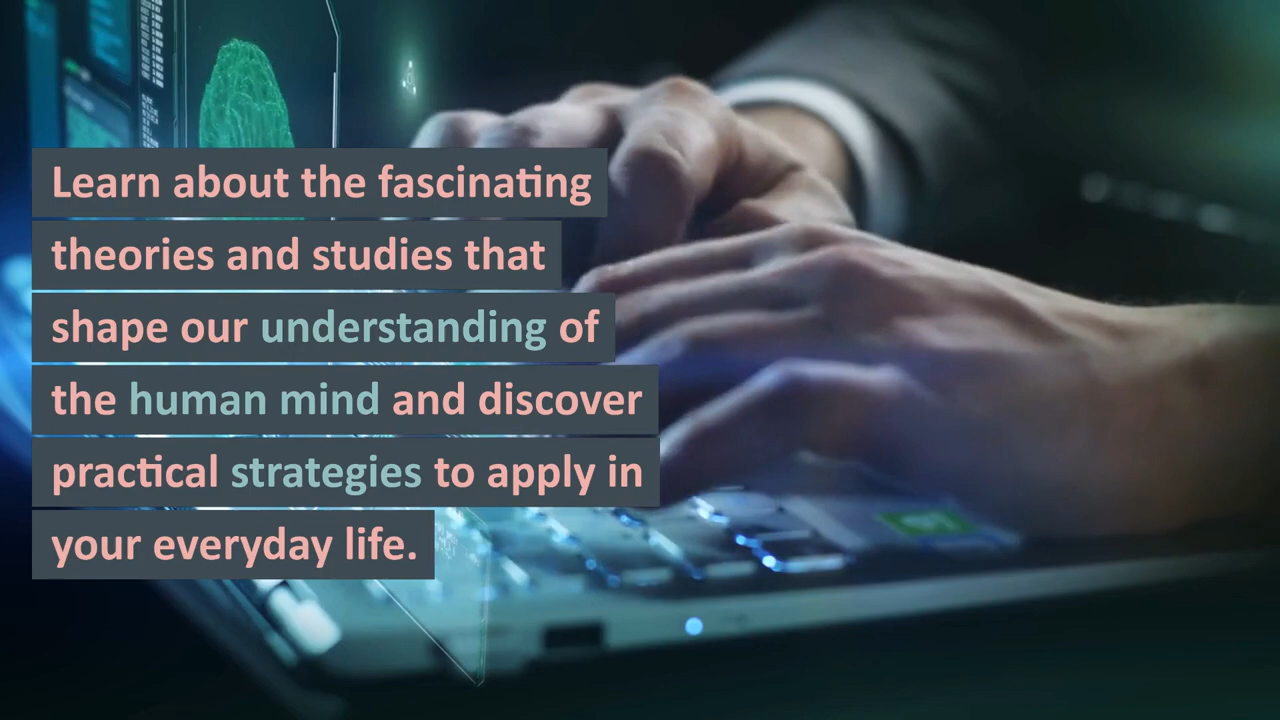 Learn about the fascinating
theories and studies that
shape our understanding of
the human mind and discover
practical strategies to apply in
your everyday life.